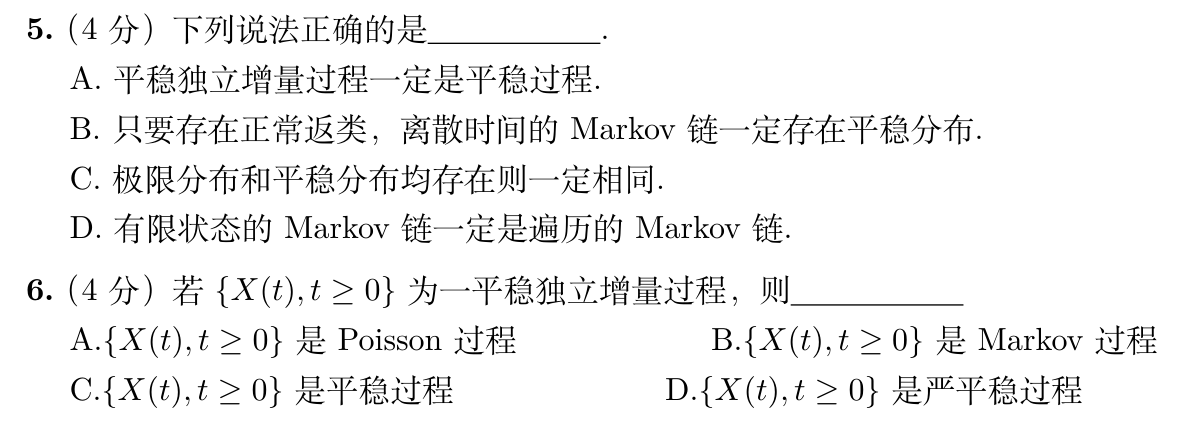 5. (4 分) 下列说法正确的是__________.
A. 平稳独立增量过程一定是平稳过程.
B. 只要存在正常返类, 离散时间的 Markov 链一定存在平稳分布.
C. 极限分布和平稳分布均存在则一定相同.
D. 有限状态的 Markov 链一定是遍历的 Markov 链.
6. (4 分) 若 {X(t), t ≥ 0} 为一平稳独立增量过程, 则__________
A.{X(t), t ≥ 0} 是 Poisson 过程 B.{X(t), t ≥ 0} 是 Markov 过程
C.{X(t), t ≥ 0} 是平稳过程 D.{X(t), t ≥ 0} 是严平稳过程